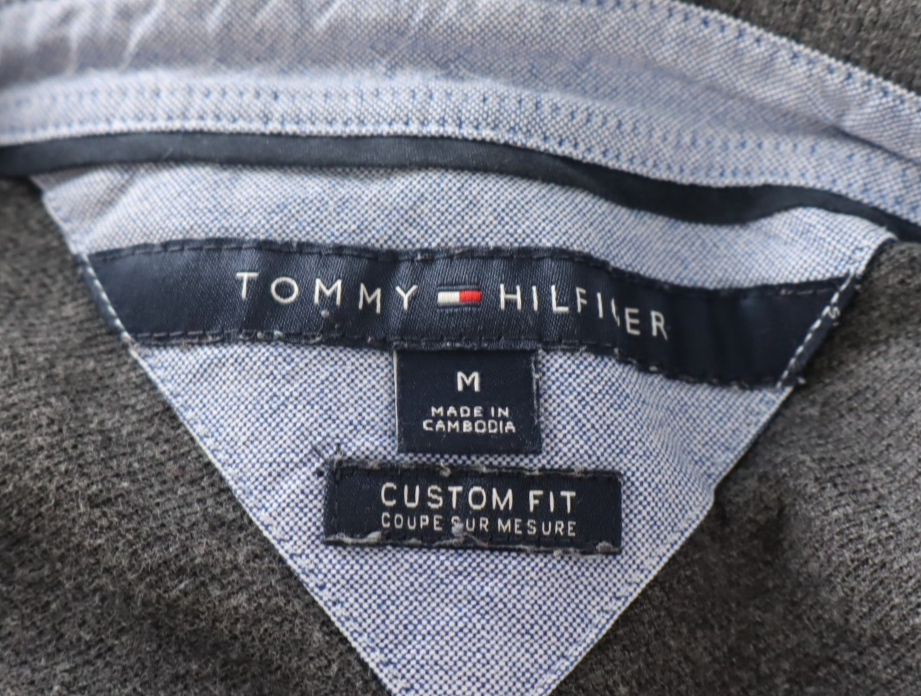 TOMMY HILFIGER
M
MADE IN
CAMBODIA
CUSTOM FIT
COUPE SUR MESURE